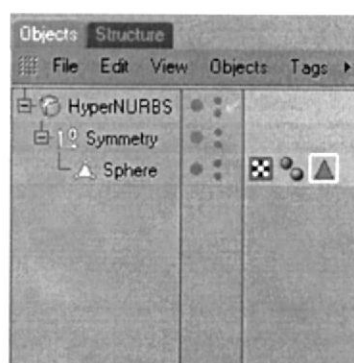 Objects Structure
File Edit View Objects Tags
HyperNURBS
Symmetry
Sphere